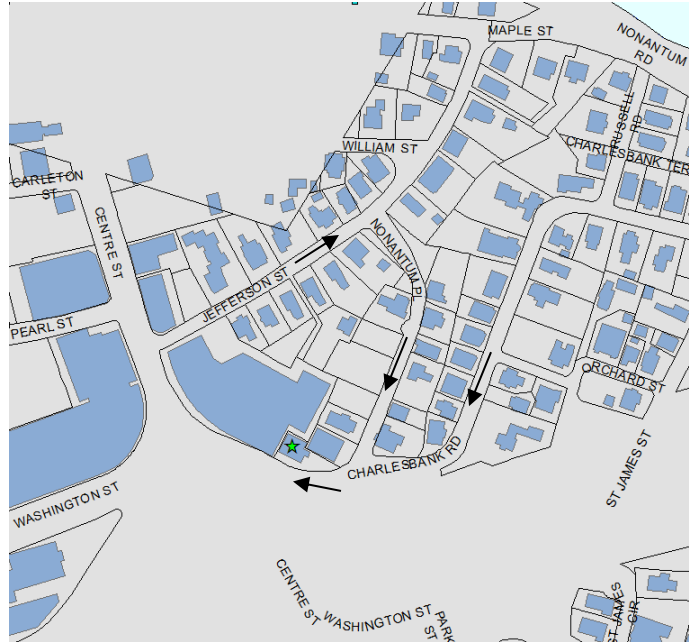 MAPLE ST
NONANTUM
RD
RUSSELL
RD
WILLIAM ST
CHARLESBANK TER
CARLETON
ST
CENTRE ST
NONANTUM PL
JEFFERSON ST
PEARL ST
ORCHARD ST
CHARLESBANK RD
WASHINGTON ST
ST JAMES ST
CENTRE ST
WASHINGTON ST
PARK
ST
ST JAMES
CIR